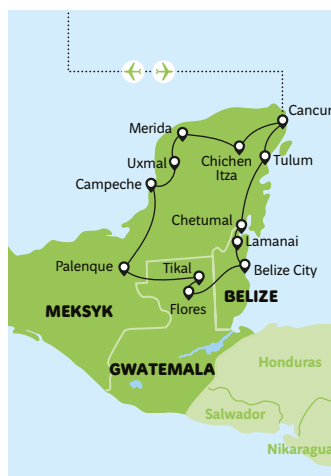 Cancun
Merida
Chichen
Itza
Uxmal
Tulum
Campeche
Chetumal
Lamanai
Palenque
Tikal
Belize City
Flores
BELIZE
MEKSYK
GWATEMALA
Honduras
Salwador
Nikaragua